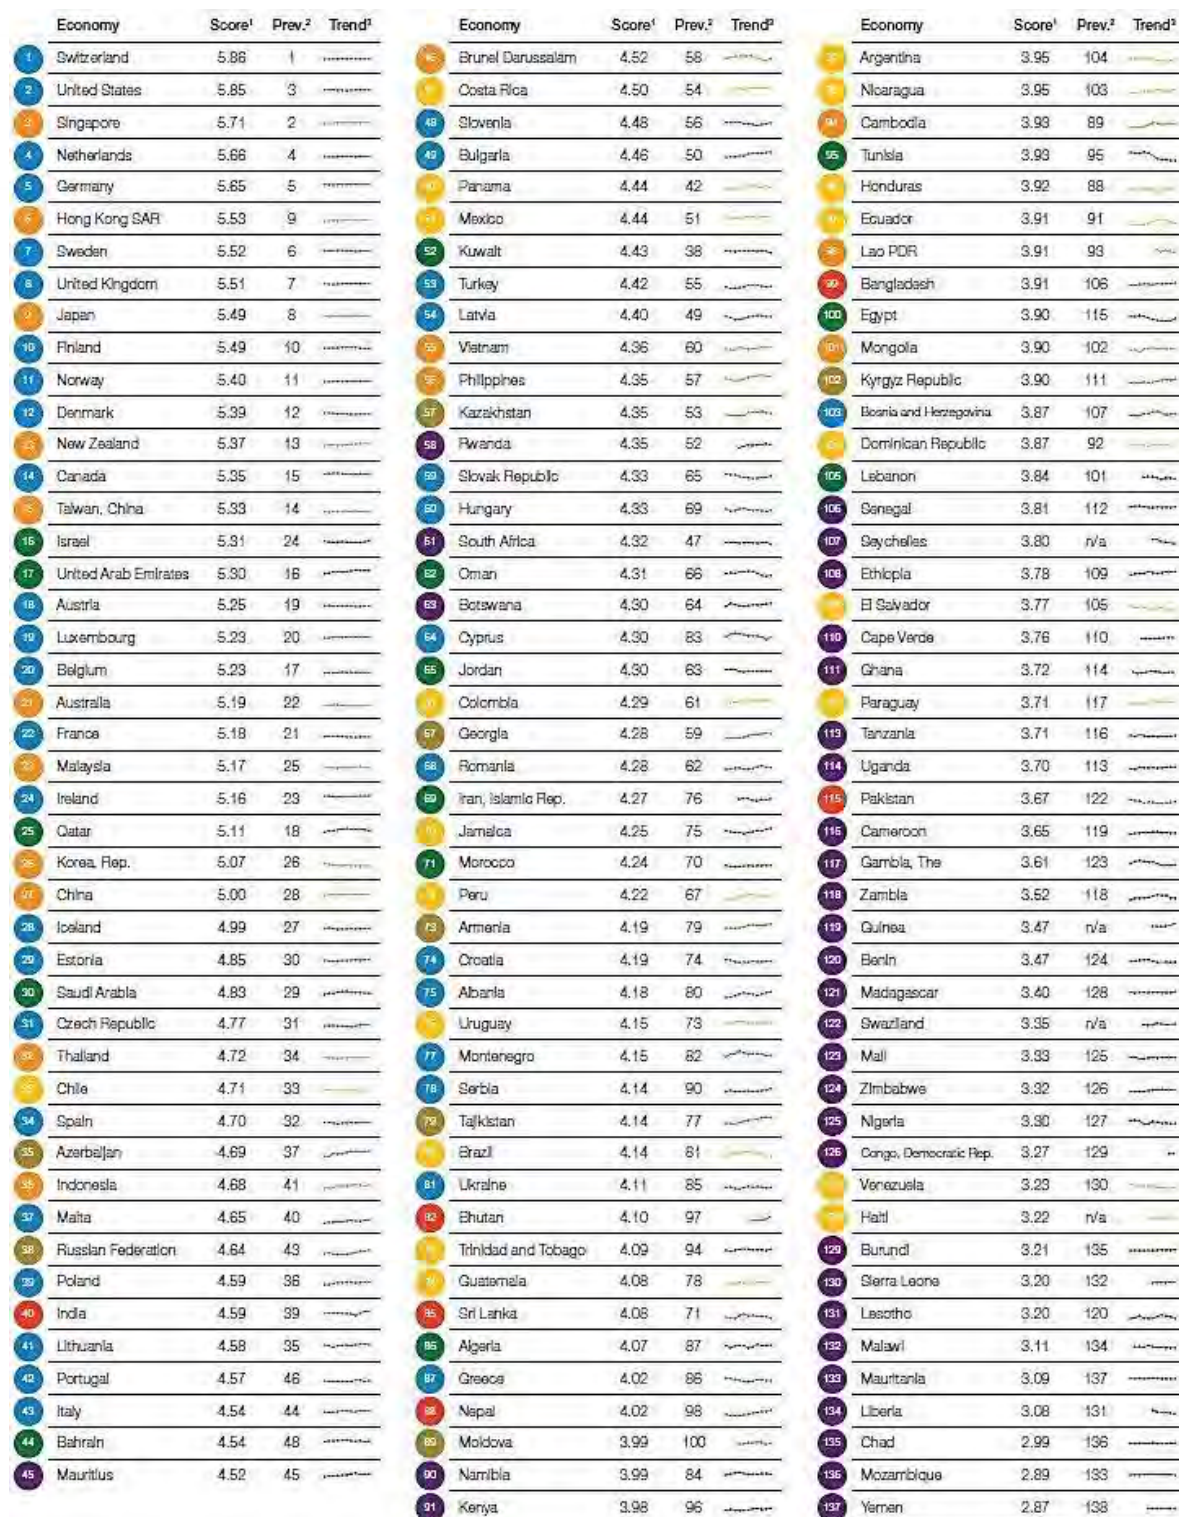 Economy Score¹ Prev.² Trend³
1 Switzerland 5.86 1
2 United States 5.85 3
3 Singapore 5.71 2
4 Netherlands 5.66 4
5 Germany 5.65 5
6 Hong Kong SAR 5.53 9
7 Sweden 5.52 6
8 United Kingdom 5.51 7
9 Japan 5.49 8
10 Finland 5.49 10
11 Norway 5.40 11
12 Denmark 5.39 12
13 New Zealand 5.37 13
14 Canada 5.35 15
15 Taiwan, China 5.33 14
16 Israel 5.31 24
17 United Arab Emirates 5.30 16
18 Austria 5.25 19
19 Luxembourg 5.23 20
20 Belgium 5.23 17
21 Australia 5.19 22
22 France 5.18 21
23 Malaysia 5.17 25
24 Ireland 5.16 23
25 Qatar 5.11 18
26 Korea, Rep. 5.07 26
27 China 5.00 28
28 Iceland 4.99 27
29 Estonia 4.85 30
30 Saudi Arabia 4.83 29
31 Czech Republic 4.77 31
32 Thailand 4.72 34
33 Chile 4.71 33
34 Spain 4.70 32
35 Azerbaijan 4.69 37
36 Indonesia 4.68 41
37 Malta 4.65 40
38 Russian Federation 4.64 43
39 Poland 4.59 36
40 India 4.59 39
41 Lithuania 4.58 35
42 Portugal 4.57 46
43 Italy 4.54 44
44 Bahrain 4.54 48
45 Mauritius 4.52 45
Economy Score¹ Prev.² Trend³
46 Brunei Darussalam 4.52 58
Costa Rica 4.50 54
48 Slovenia 4.48 56
49 Bulgaria 4.46 50
Panama 4.44 42
51 Mexico 4.44 51
52 Kuwait 4.43 38
53 Turkey 4.42 55
54 Latvia 4.40 49
55 Vietnam 4.36 60
56 Philippines 4.35 57
57 Kazakhstan 4.35 53
58 Rwanda 4.35 52
59 Slovak Republic 4.33 65
60 Hungary 4.33 69
61 South Africa 4.32 47
62 Oman 4.31 66
63 Botswana 4.30 64
64 Cyprus 4.30 83
65 Jordan 4.30 63
Colombia 4.29 61
67 Georgia 4.28 59
68 Romania 4.28 62
69 Iran, Islamic Rep. 4.27 76
Jamaica 4.25 75
71 Morocco 4.24 70
Peru 4.22 67
73 Armenia 4.19 79
74 Croatia 4.19 74
75 Albania 4.18 80
Uruguay 4.15 73
77 Montenegro 4.15 82
78 Serbia 4.14 90
79 Tajikistan 4.14 77
Brazil 4.14 81
81 Ukraine 4.11 85
82 Bhutan 4.10 97
Trinidad and Tobago 4.09 94
Guatemala 4.08 78
85 Sri Lanka 4.08 71
86 Algeria 4.07 87
87 Greece 4.02 86
88 Nepal 4.02 98
89 Moldova 3.99 100
90 Namibia 3.99 84
91 Kenya 3.98 96
Economy Score¹ Prev.² Trend³
Argentina 3.95 104
Nicaragua 3.95 103
94 Cambodia 3.93 89
95 Tunisia 3.93 95
Honduras 3.92 88
Ecuador 3.91 91
98 Lao PDR 3.91 93
99 Bangladesh 3.91 106
100 Egypt 3.90 115
101 Mongolia 3.90 102
102 Kyrgyz Republic 3.90 111
103 Bosnia and Herzegovina 3.87 107
Dominican Republic 3.87 92
105 Lebanon 3.84 101
106 Senegal 3.81 112
107 Seychelles 3.80 n/a
108 Ethiopia 3.78 109
El Salvador 3.77 105
110 Cape Verde 3.76 110
111 Ghana 3.72 114
Paraguay 3.71 117
113 Tanzania 3.71 116
114 Uganda 3.70 113
115 Pakistan 3.67 122
116 Cameroon 3.65 119
117 Gambia, The 3.61 123
118 Zambia 3.52 118
119 Guinea 3.47 n/a
120 Benin 3.47 124
121 Madagascar 3.40 128
122 Swaziland 3.35 n/a
123 Mali 3.33 125
124 Zimbabwe 3.32 126
125 Nigeria 3.30 127
126 Congo, Democratic Rep. 3.27 129
Venezuela 3.23 130
Haiti 3.22 n/a
129 Burundi 3.21 135
130 Sierra Leone 3.20 132
131 Lesotho 3.20 120
132 Malawi 3.11 134
133 Mauritania 3.09 137
134 Liberia 3.08 131
135 Chad 2.99 136
136 Mozambique 2.89 133
137 Yemen 2.87 138